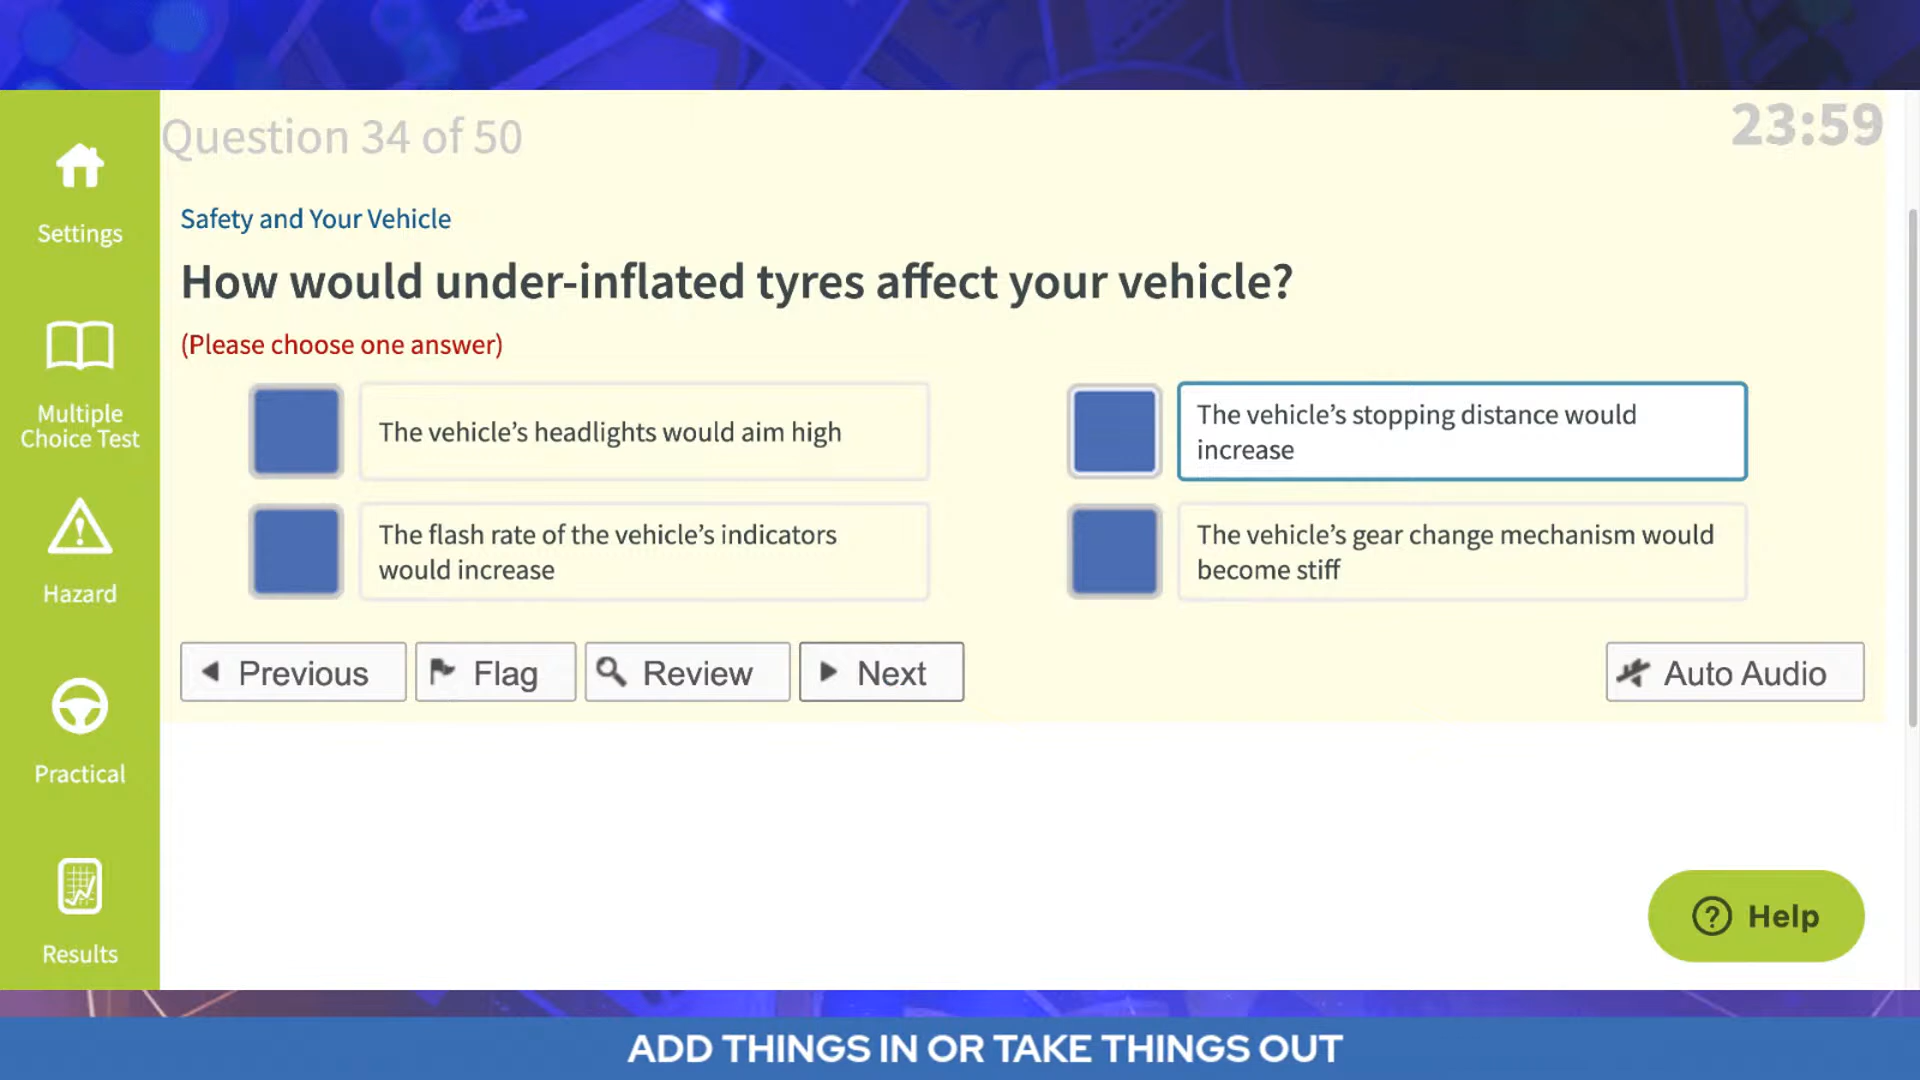 Question 34 of 50
23:59
Settings
Multiple
Choice Test
Hazard
Practical
Results
Safety and Your Vehicle
How would under-inflated tyres affect your vehicle?
(Please choose one answer)
The vehicle’s headlights would aim high
The vehicle’s stopping distance would
increase
The flash rate of the vehicle’s indicators
would increase
The vehicle’s gear change mechanism would
become stiff
Previous
Flag
Review
Next
Auto Audio
? Help
ADD THINGS IN OR TAKE THINGS OUT